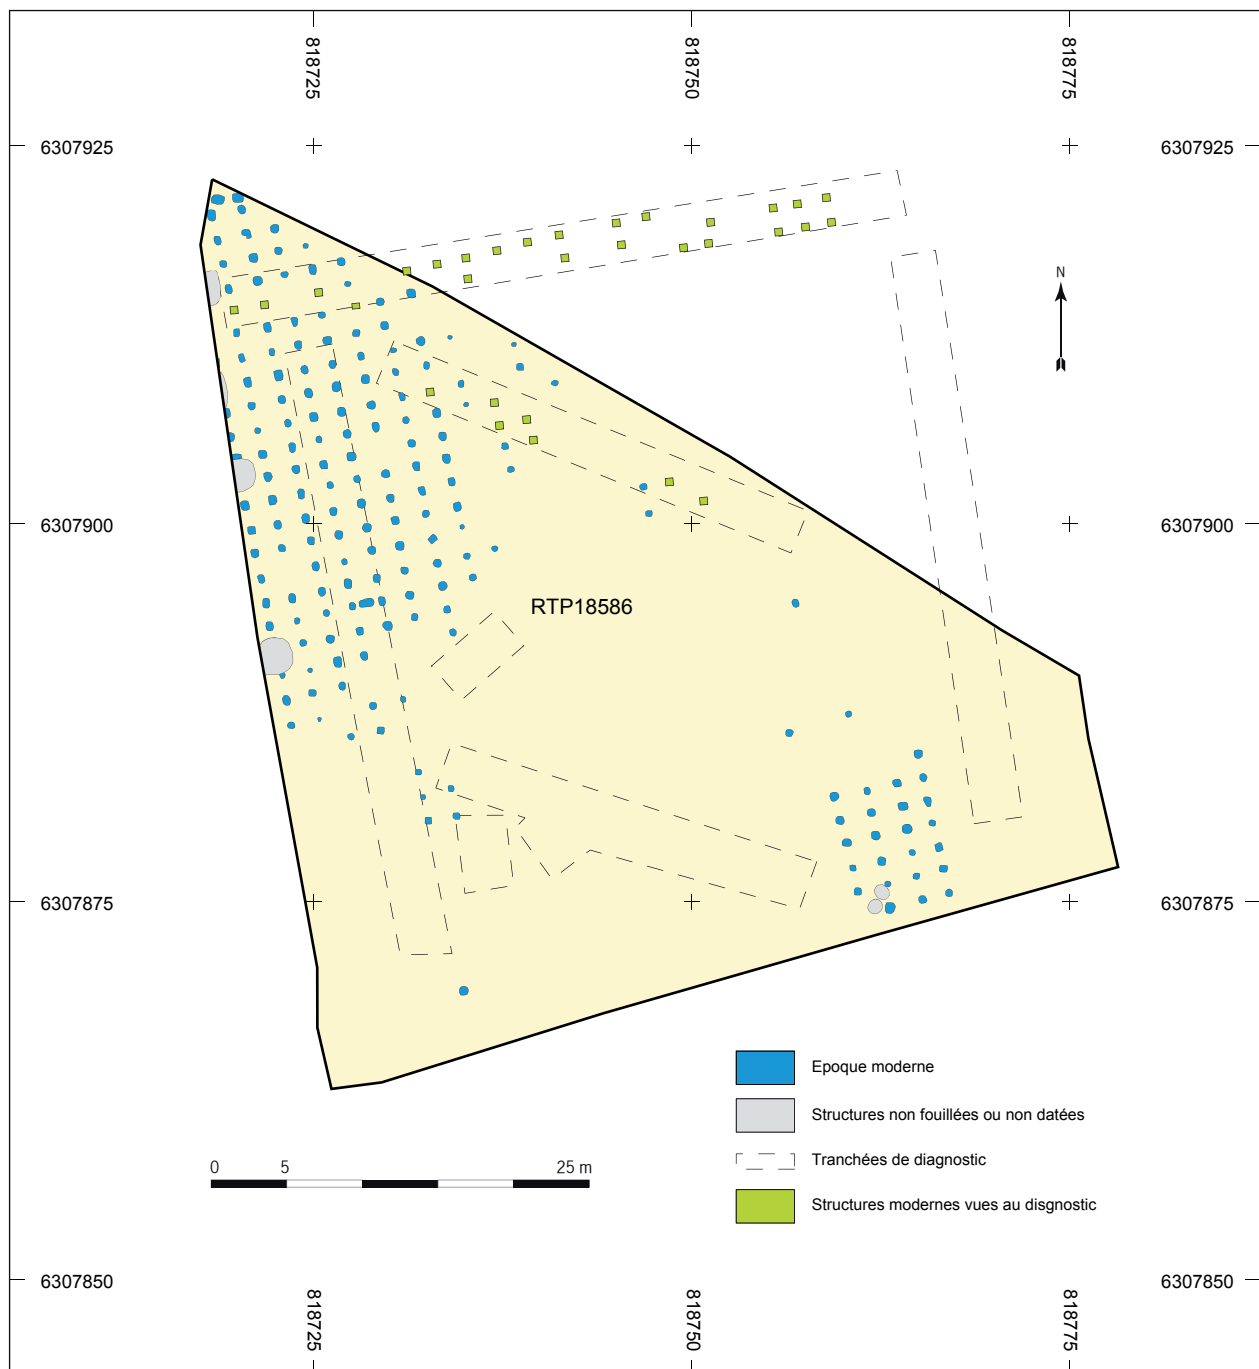 818725
818750
818775
6307925
6307925
N
6307900
6307900
RTP18586
6307875
6307875
Epoque moderne
Structures non fouillées ou non datées
Tranchées de diagnostic
Structures modernes vues au disgnostic
0 5 25 m
6307850
6307850
818725
818750
818775